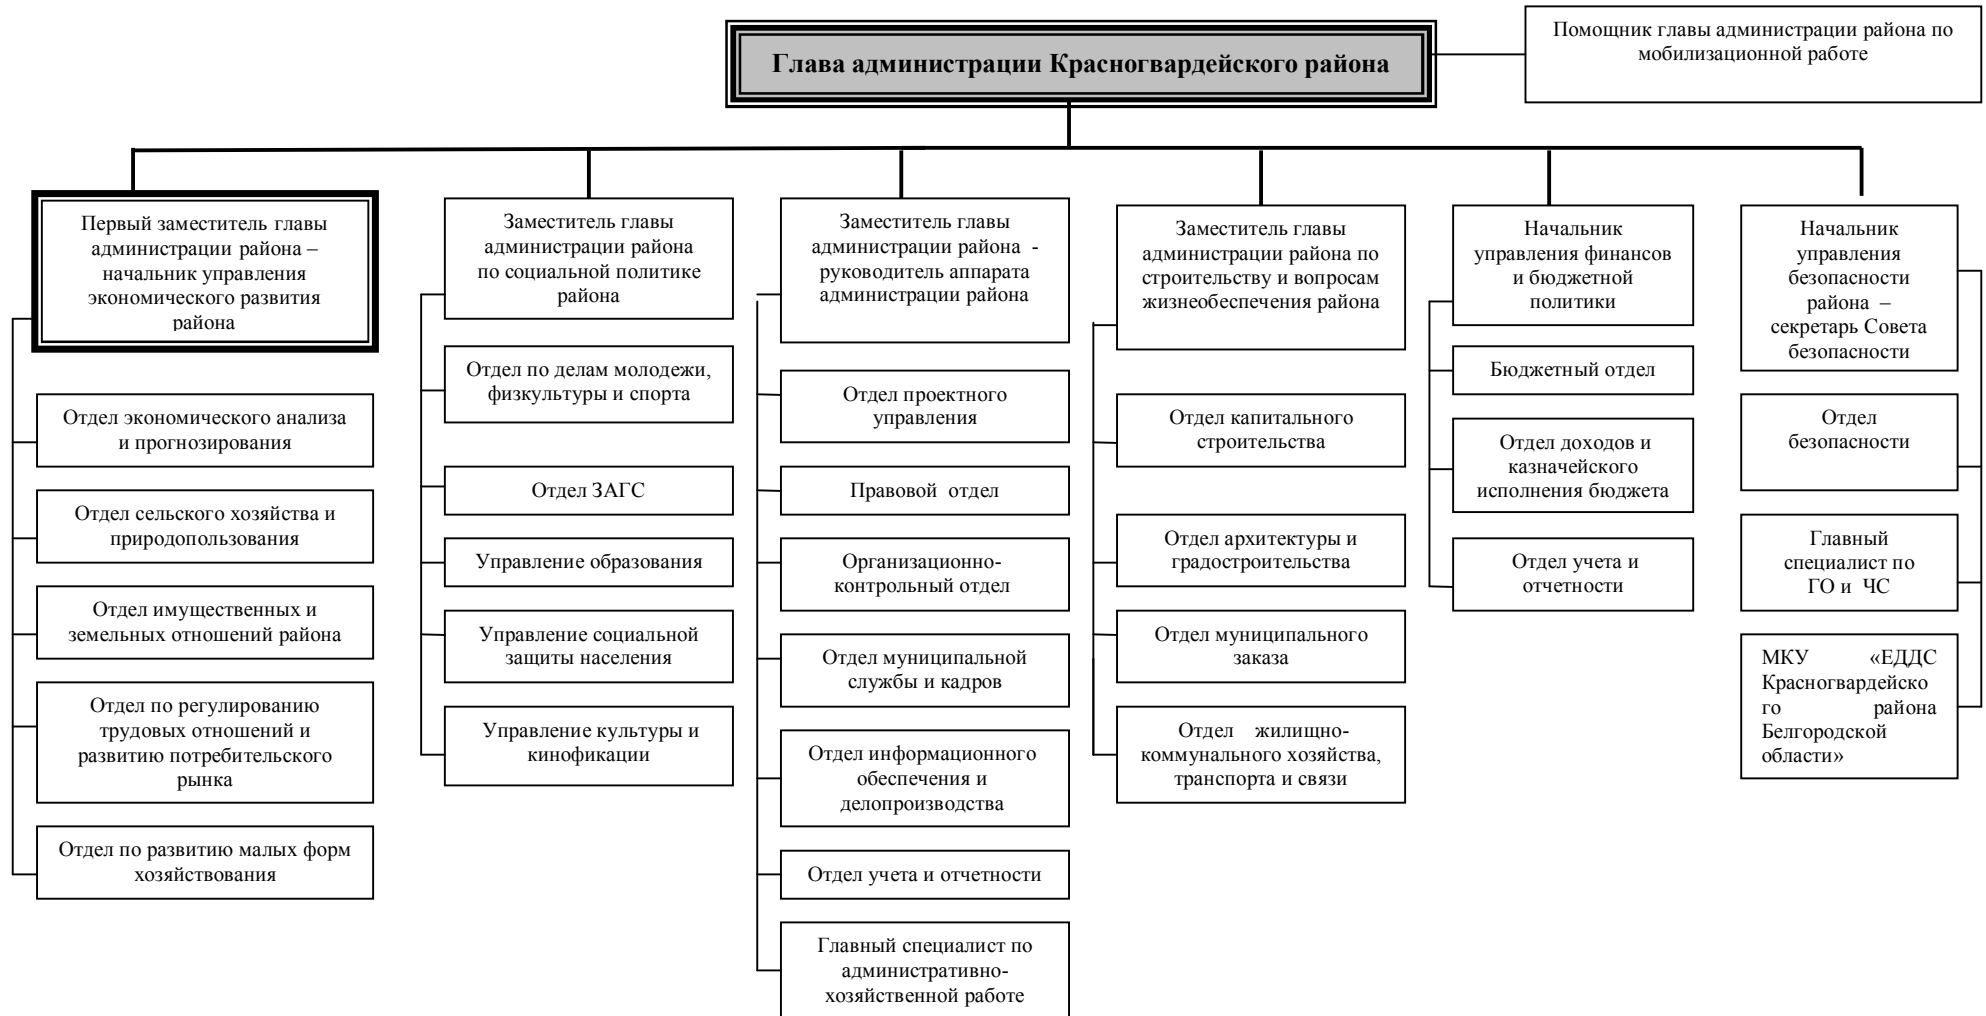 Глава администрации Красногвардейского района
Помощник главы администрации района по
мобилизационной работе
Первый заместитель главы
администрации района –
начальник управления
экономического развития
района
Отдел экономического анализа
и прогнозирования
Отдел сельского хозяйства и
природопользования
Отдел имущественных и
земельных отношений района
Отдел по регулированию
трудовых отношений и
развитию потребительского
рынка
Отдел по развитию малых форм
хозяйствования
Заместитель главы
администрации района
по социальной политике
района
Отдел по делам молодежи,
физкультуры и спорта
Отдел ЗАГС
Управление образования
Управление социальной
защиты населения
Управление культуры и
кинофикации
Заместитель главы
администрации района -
руководитель аппарата
администрации района
Отдел проектного
управления
Правовой отдел
Организационно-
контрольный отдел
Отдел муниципальной
службы и кадров
Отдел информационного
обеспечения и
делопроизводства
Отдел учета и отчетности
Главный специалист по
административно-
хозяйственной работе
Заместитель главы
администрации района по
строительству и вопросам
жизнеобеспечения района
Отдел капитального
строительства
Отдел архитектуры и
градостроительства
Отдел муниципального
заказа
Отдел жилищно-
коммунального хозяйства,
транспорта и связи
Начальник
управления финансов
и бюджетной
политики
Бюджетный отдел
Отдел доходов и
казначейского
исполнения бюджета
Отдел учета и
отчетности
Начальник
управления
безопасности
района –
секретарь Совета
безопасности
Отдел
безопасности
Главный
специалист по
ГО и ЧС
МКУ «ЕДДС
Красногвардейско
го района
Белгородской
области»